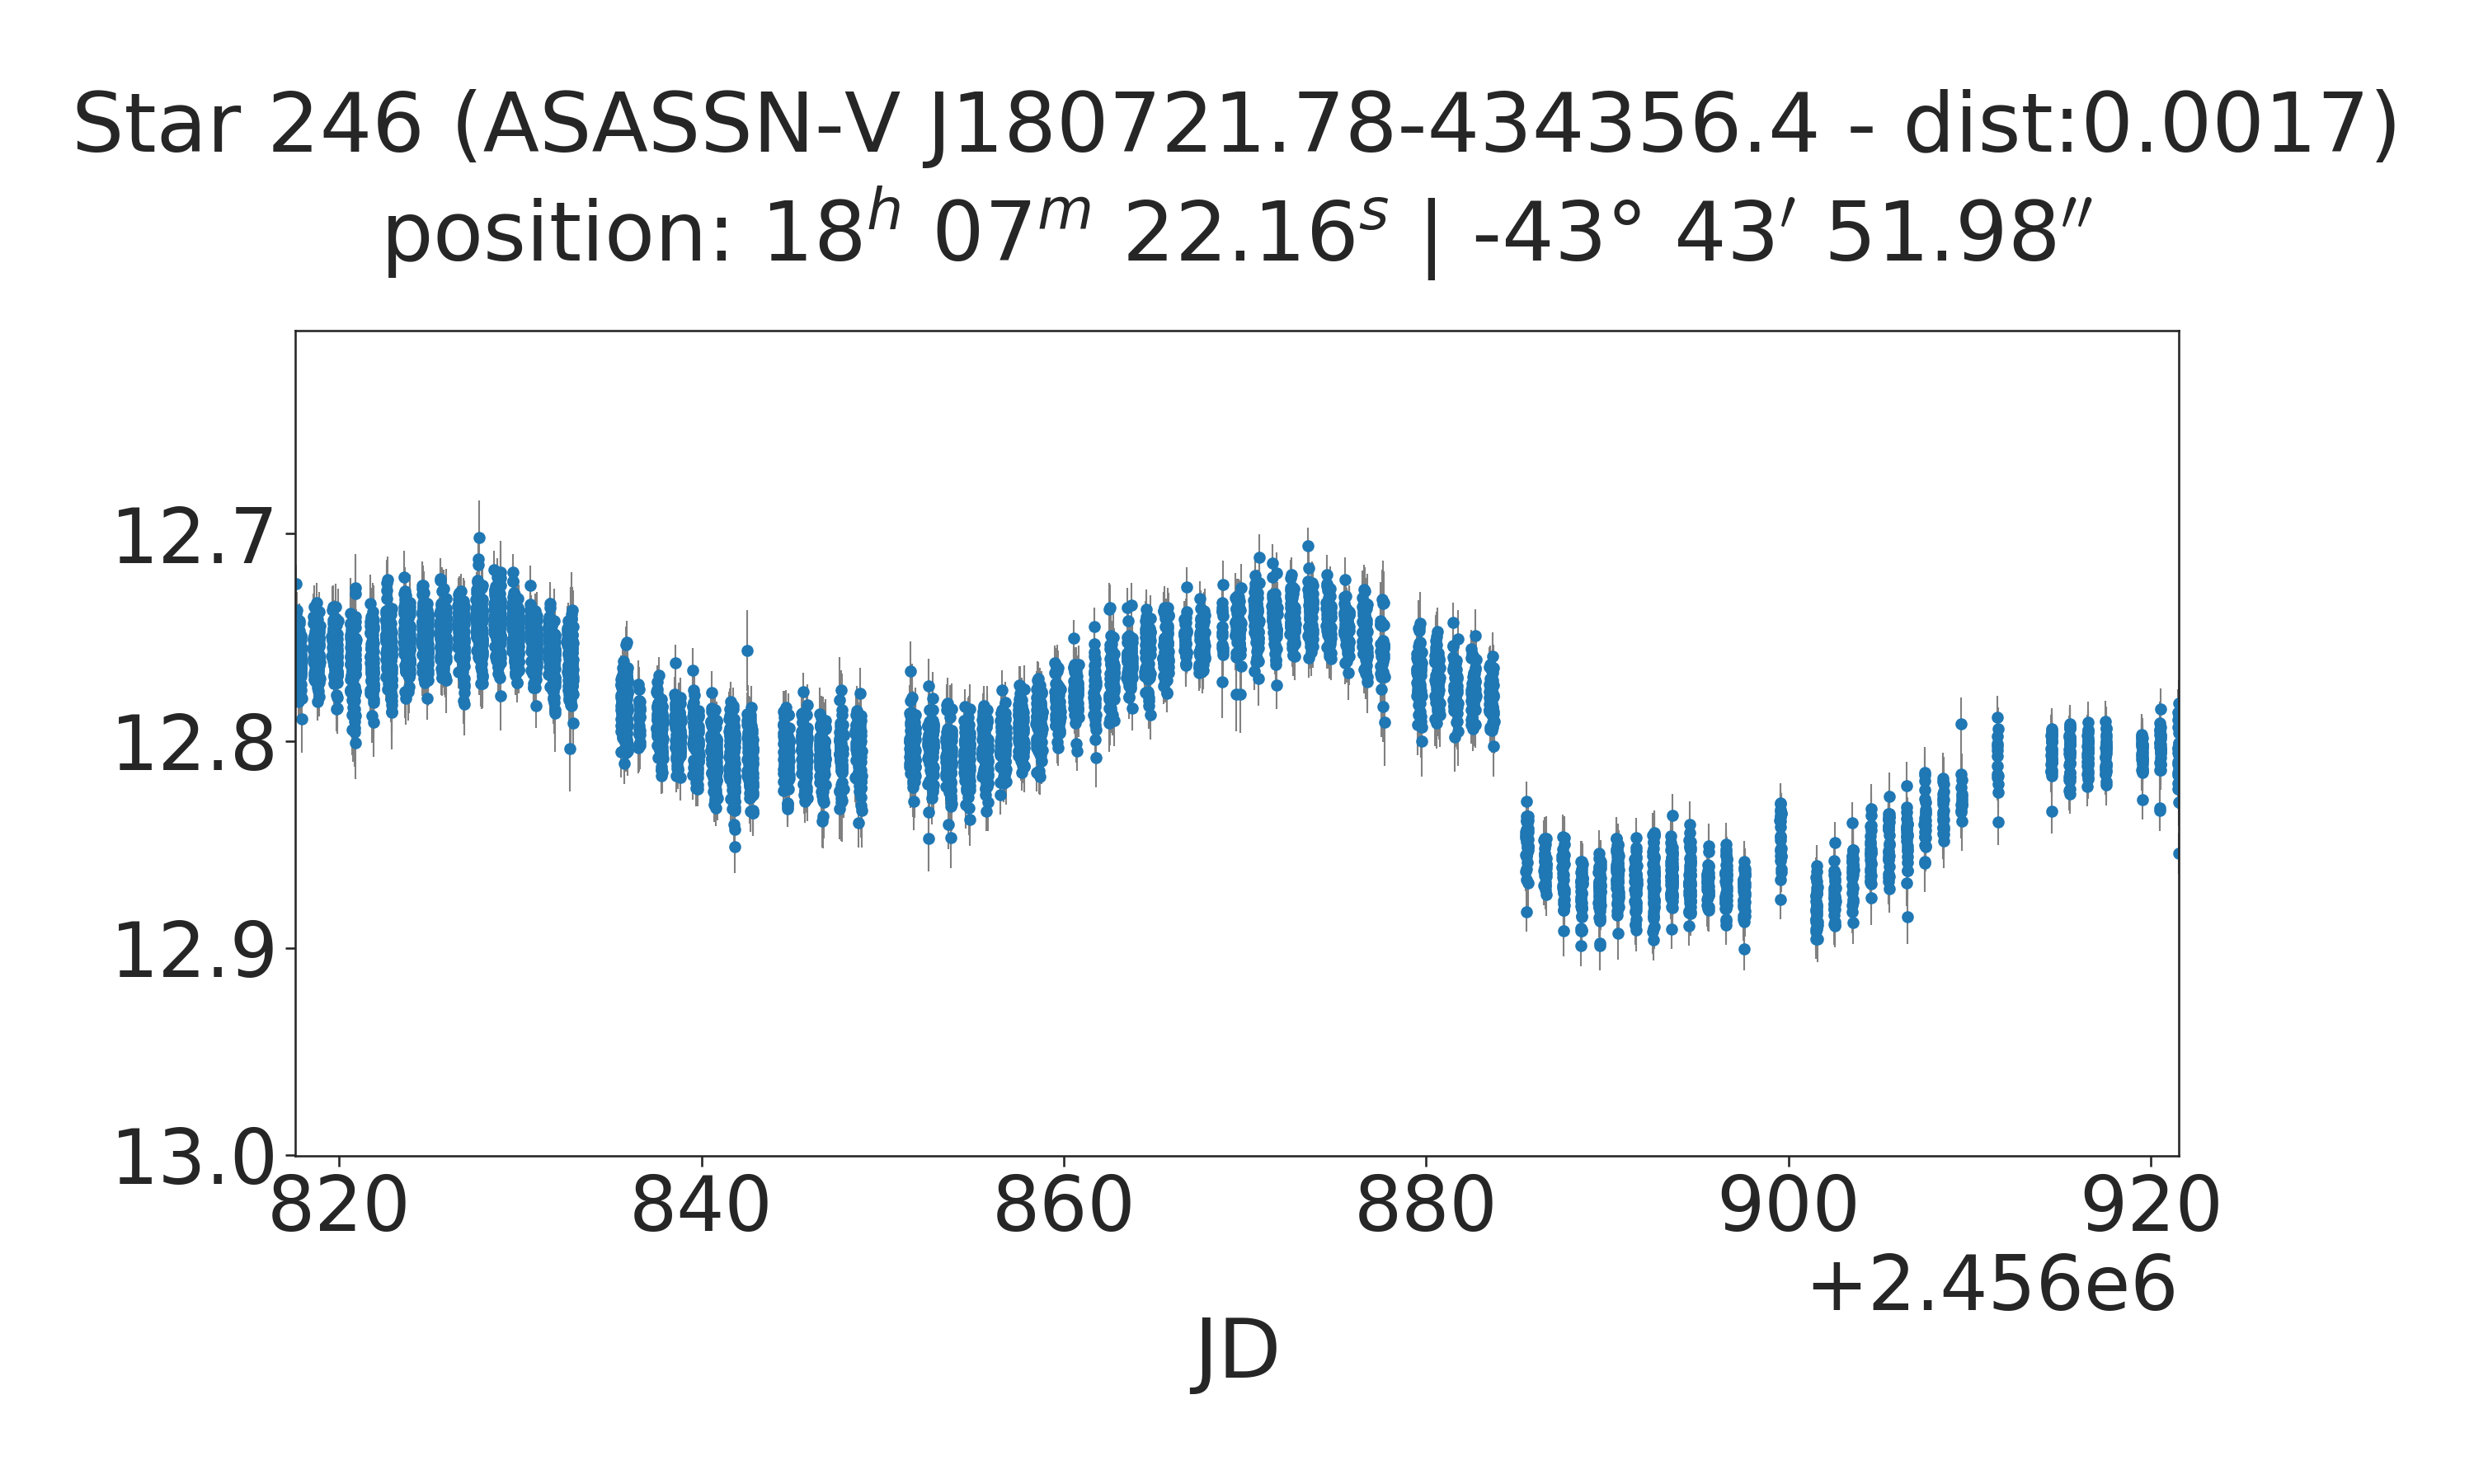 Star 246 (ASASSN-V J180721.78-434356.4 - dist:0.0017)
position: 18ʰ 07ᵐ 22.16ˢ | -43° 43′ 51.98″
12.7
12.8
12.9
13.0
820 840 860 880 900 920
+2.456e6
JD